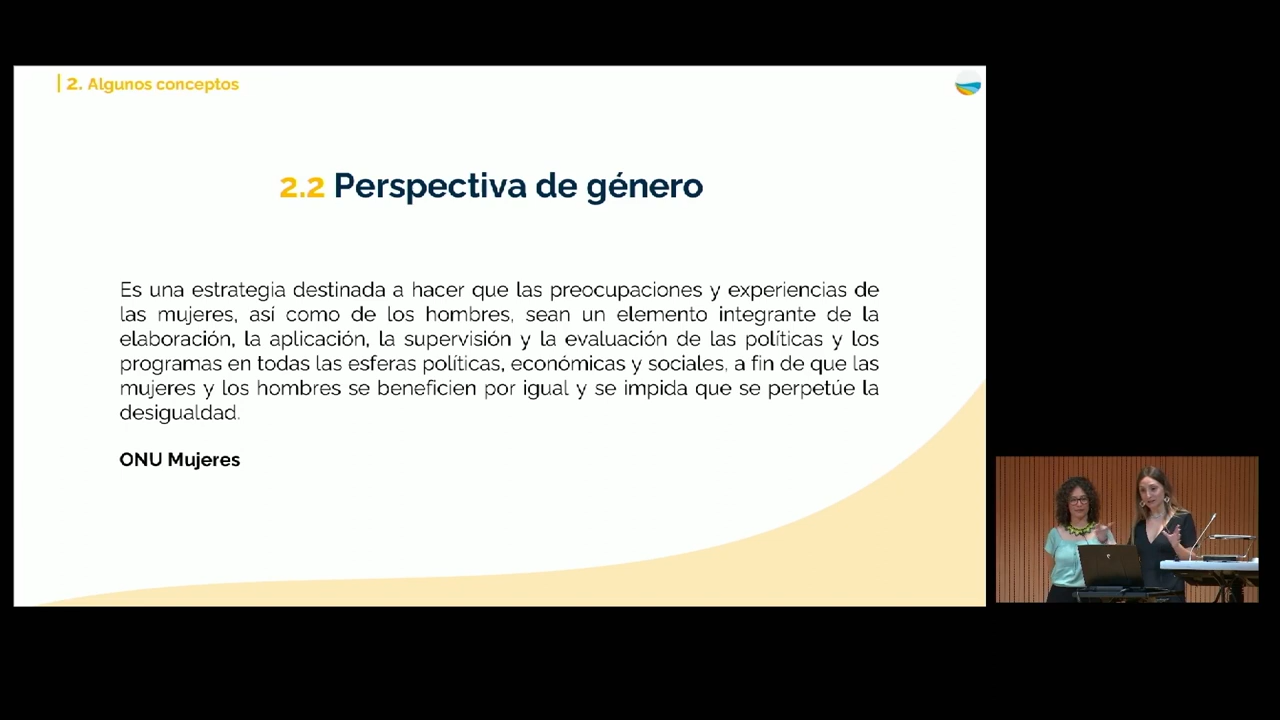 | 2. Algunos conceptos
2.2 Perspectiva de género
Es una estrategia destinada a hacer que las preocupaciones y experiencias de
las mujeres, así como de los hombres, sean un elemento integrante de la
elaboración, la aplicación, la supervisión y la evaluación de las políticas y los
programas en todas las esferas políticas, económicas y sociales, a fin de que las
mujeres y los hombres se beneficien por igual y se impida que se perpetúe la
desigualdad.
ONU Mujeres